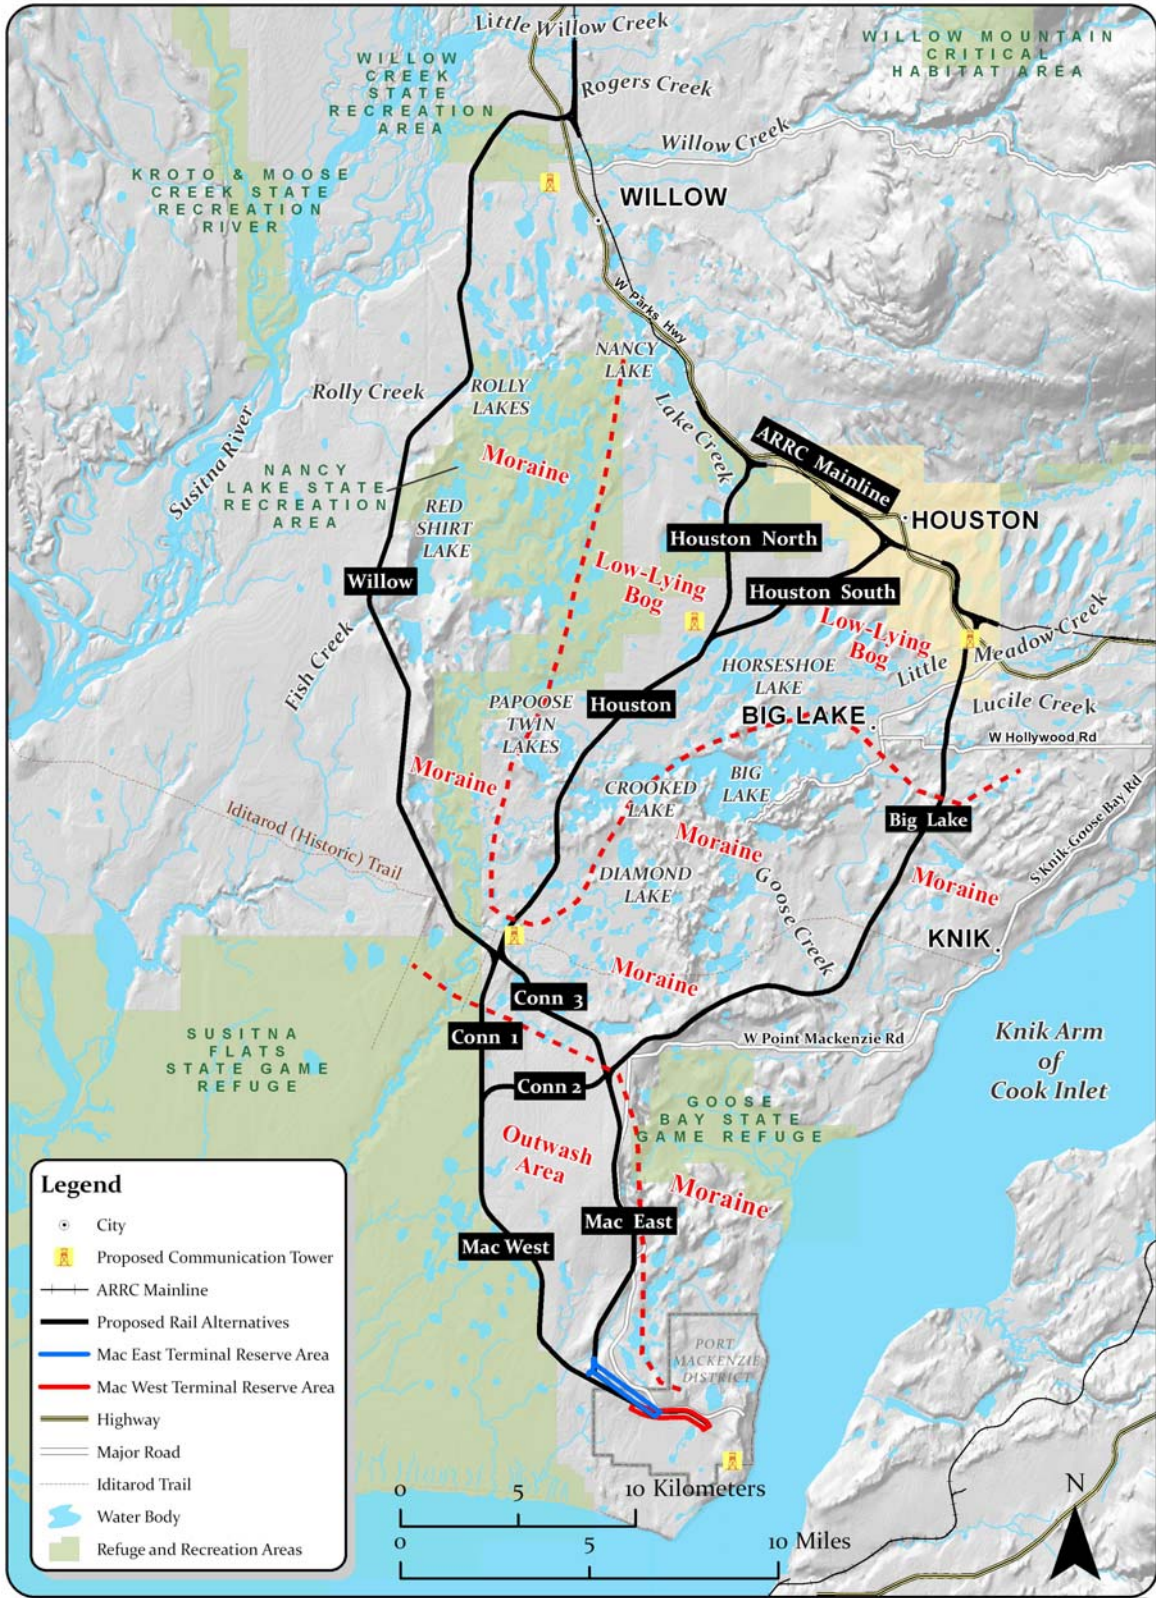 Little Willow Creek
WILLOW MOUNTAIN
CRITICAL
HABITAT AREA
WILLOW
CREEK
STATE
RECREATION
AREA
Rogers Creek
Willow Creek
KROTO & MOOSE
CREEK STATE
RECREATION
RIVER
WILLOW
W Parks Hwy
NANCY
LAKE
Rolly Creek
ROLLY
LAKES
Lake Creek
Susitna River
ARRC Mainline
Moraine
NANCY
LAKE STATE
RECREATION
AREA
RED
SHIRT
LAKE
HOUSTON
Houston North
Willow
Low-Lying
Bog
Houston South
Low-Lying
Bog
Little Meadow Creek
Fish Creek
HORSESHOE
LAKE
Houston
PAPOOSE
TWIN
LAKES
BIG LAKE
Lucile Creek
W Hollywood Rd
Moraine
CROOKED
LAKE
BIG
LAKE
Big Lake
S Knik-Goose Bay Rd
Iditarod (Historic) Trail
Moraine
DIAMOND
LAKE
Goose Creek
Moraine
KNIK
Moraine
Conn 3
SUSITNA
FLATS
STATE GAME
REFUGE
Conn 1
W Point Mackenzie Rd
Knik Arm
of
Cook Inlet
Conn 2
GOOSE
BAY STATE
GAME REFUGE
Outwash
Area
Moraine
Mac East
Mac West
PORT
MACKENZIE
DISTRICT
Legend
City
Proposed Communication Tower
ARRC Mainline
Proposed Rail Alternatives
Mac East Terminal Reserve Area
Mac West Terminal Reserve Area
Highway
Major Road
Iditarod Trail
Water Body
Refuge and Recreation Areas
0 5 10 Kilometers
0 5 10 Miles
N